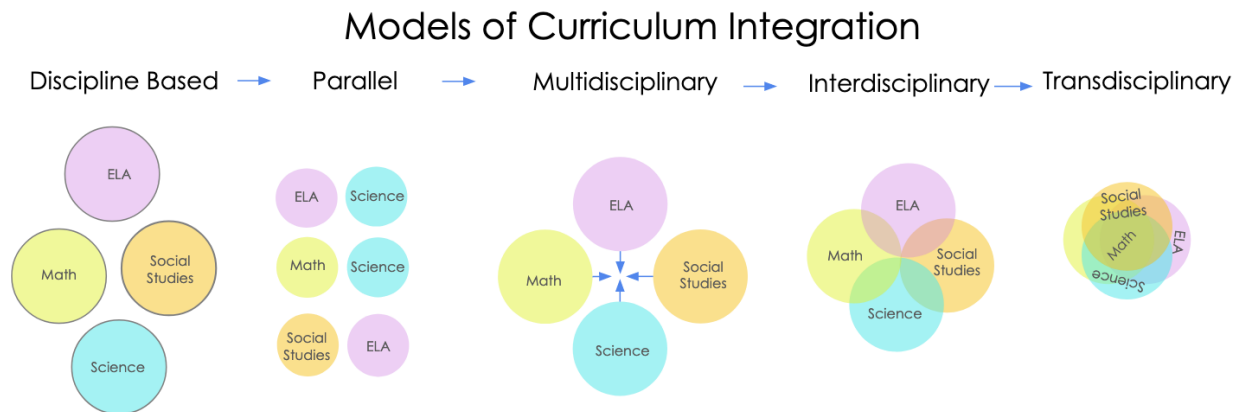 Models of Curriculum Integration
Discipline Based
Parallel
Multidisciplinary
Interdisciplinary
Transdisciplinary
ELA
Math
Social
Studies
Science
ELA
Science
Math
Science
Social
Studies
ELA
ELA
Math
Social
Studies
Science
ELA
Math
Social
Studies
Science
Social
Studies
Math
ELA
Science